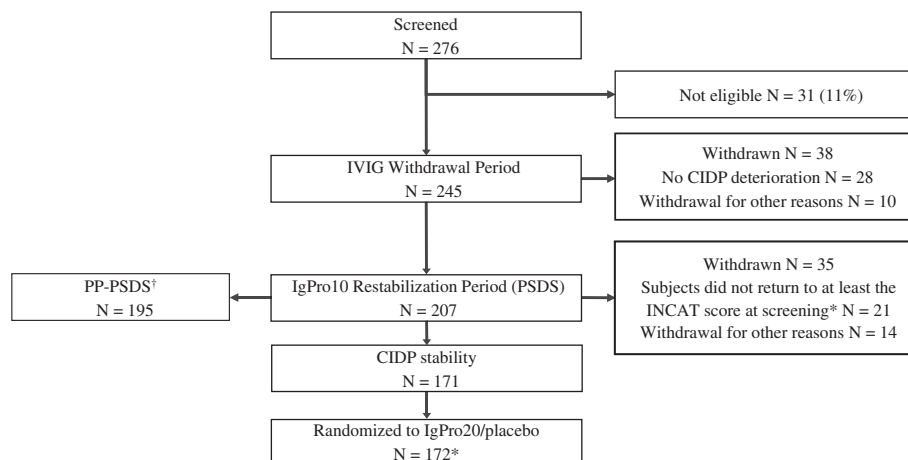 Screened
N = 276
Not eligible N = 31 (11%)
IVIG Withdrawal Period
N = 245
Withdrawn N = 38
No CIDP deterioration N = 28
Withdrawal for other reasons N = 10
PP-PSDS†
N = 195
IgPro10 Restabilization Period (PSDS)
N = 207
Withdrawn N = 35
Subjects did not return to at least the
INCAT score at screening* N = 21
Withdrawal for other reasons N = 14
CIDP stability
N = 171
Randomized to IgPro20/placebo
N = 172*